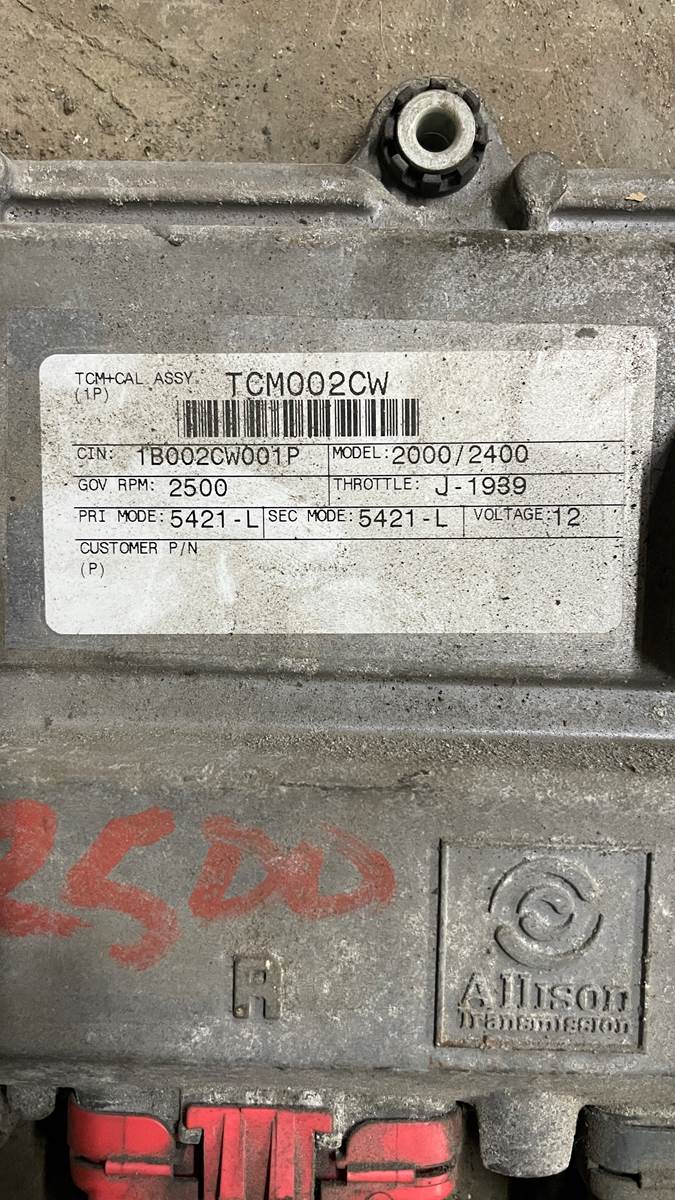 TCM+CAL ASSY. TCM002CW
(1P)
CIN: 1B002CW001P MODEL: 2000/2400
GOV RPM: 2500 THROTTLE: J-1939
PRI MODE: 5421-L SEC MODE: 5421-L VOLTAGE: 12
CUSTOMER P/N
(P)
2500
R
Allison
Transmission